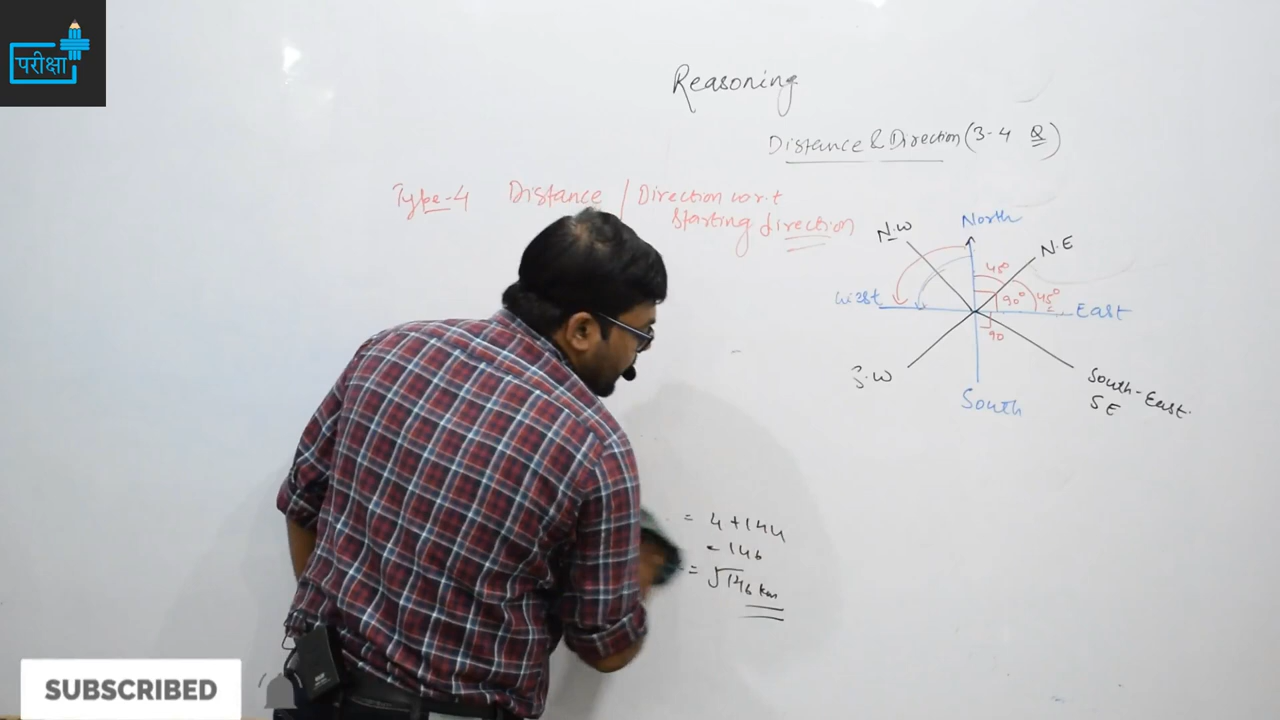 परीक्षा
Reasoning
Distance & Direction (3-4 Q)
Type-4 Distance / Direction w.r.t
starting direction
North
N.W
N.E
45°
West
90°
45°
East
90
S.W
South-East
SE
South
= 4+144
= 146
= √146 km
SUBSCRIBED